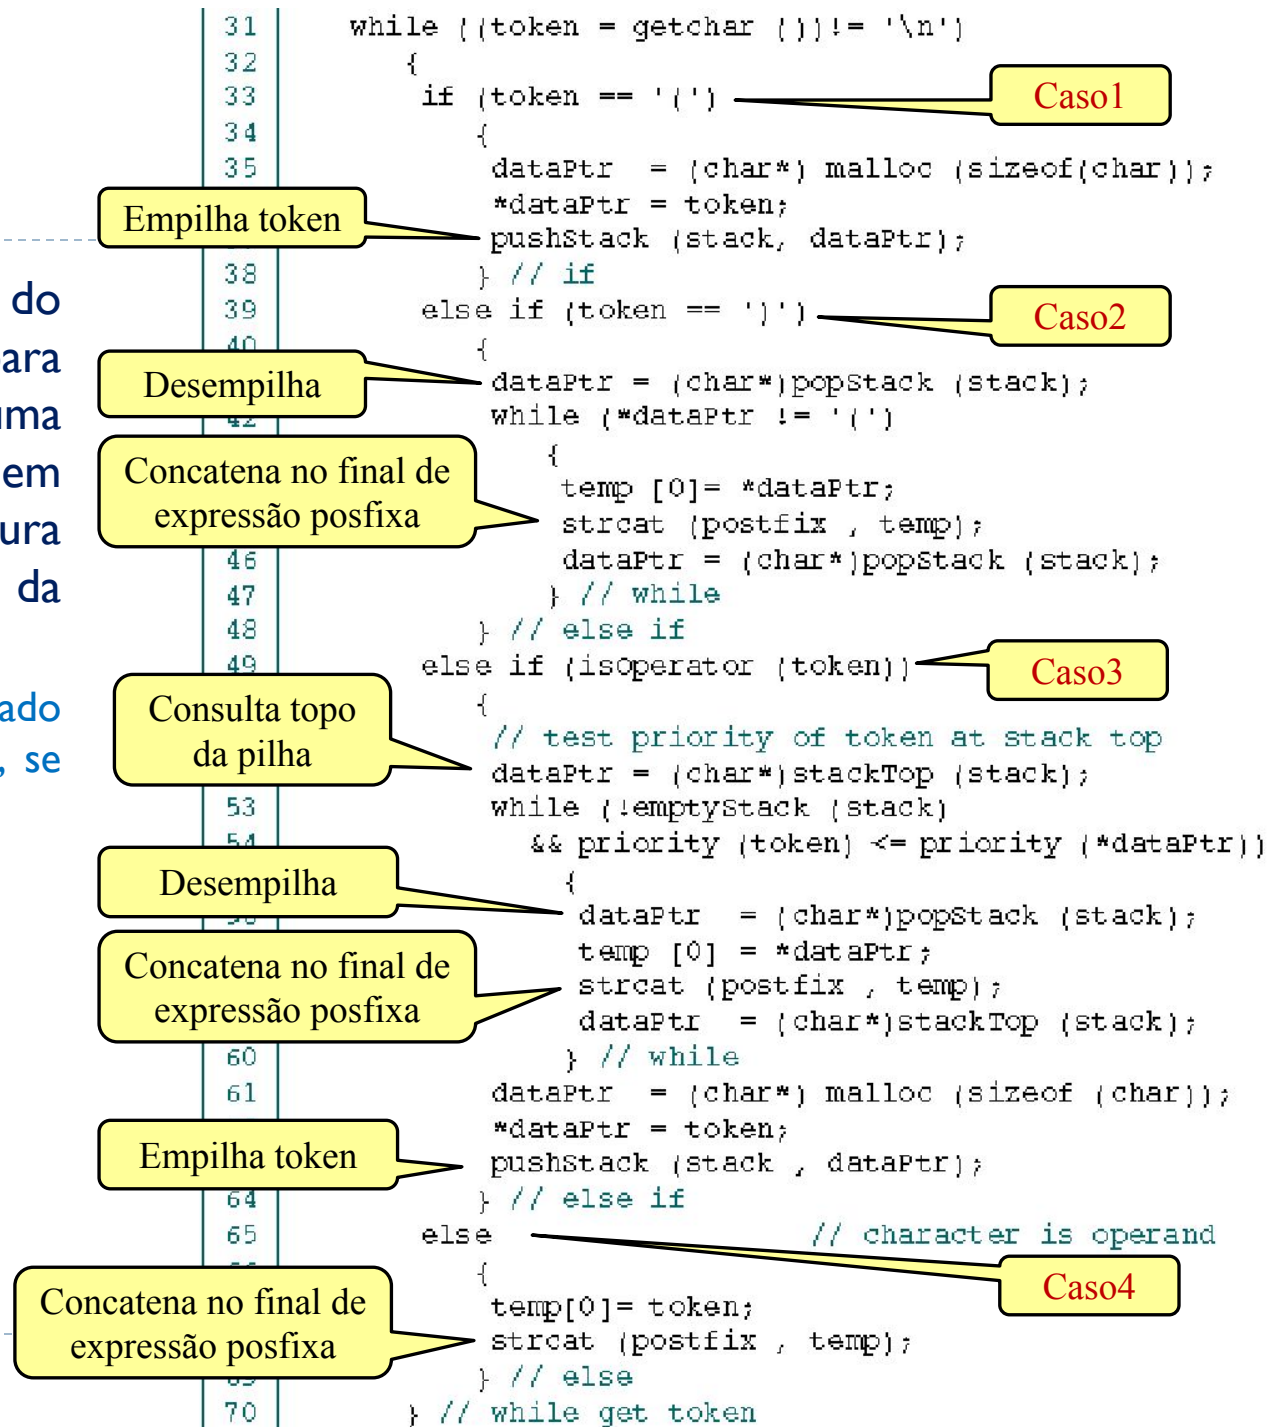 31 while ((token = getchar ())!= '\n')
32 {
33 if (token == '(')
Caso1
34 {
35 dataPtr = (char*) malloc (sizeof(char));
*dataPtr = token;
Empilha token
pushStack (stack, dataPtr);
38 } // if
do
39 else if (token == ')')
Caso2
para
40 {
Desempilha
dataPtr = (char*)popStack (stack);
uma
42 while (*dataPtr != '(')
em
{
Concatena no final de
expressão posfixa
temp [0]= *dataPtr;
strcat (postfix , temp);
ura
46 dataPtr = (char*)popStack (stack);
da
47 } // while
48 } // else if
49 else if (isOperator (token))
Caso3
ado
{
Consulta topo
da pilha
// test priority of token at stack top
, se
dataPtr = (char*)stackTop (stack);
53 while (!emptyStack (stack)
54 && priority (token) <= priority (*dataPtr))
{
Desempilha
dataPtr = (char*)popStack (stack);
temp [0] = *dataPtr;
Concatena no final de
expressão posfixa
strcat (postfix , temp);
dataPtr = (char*)stackTop (stack);
60 } // while
61 dataPtr = (char*) malloc (sizeof (char));
*dataPtr = token;
Empilha token
pushStack (stack , dataPtr);
64 } // else if
65 else // character is operand
{
Caso4
Concatena no final de
expressão posfixa
temp[0]= token;
strcat (postfix , temp);
69 } // else
70 } // while get token